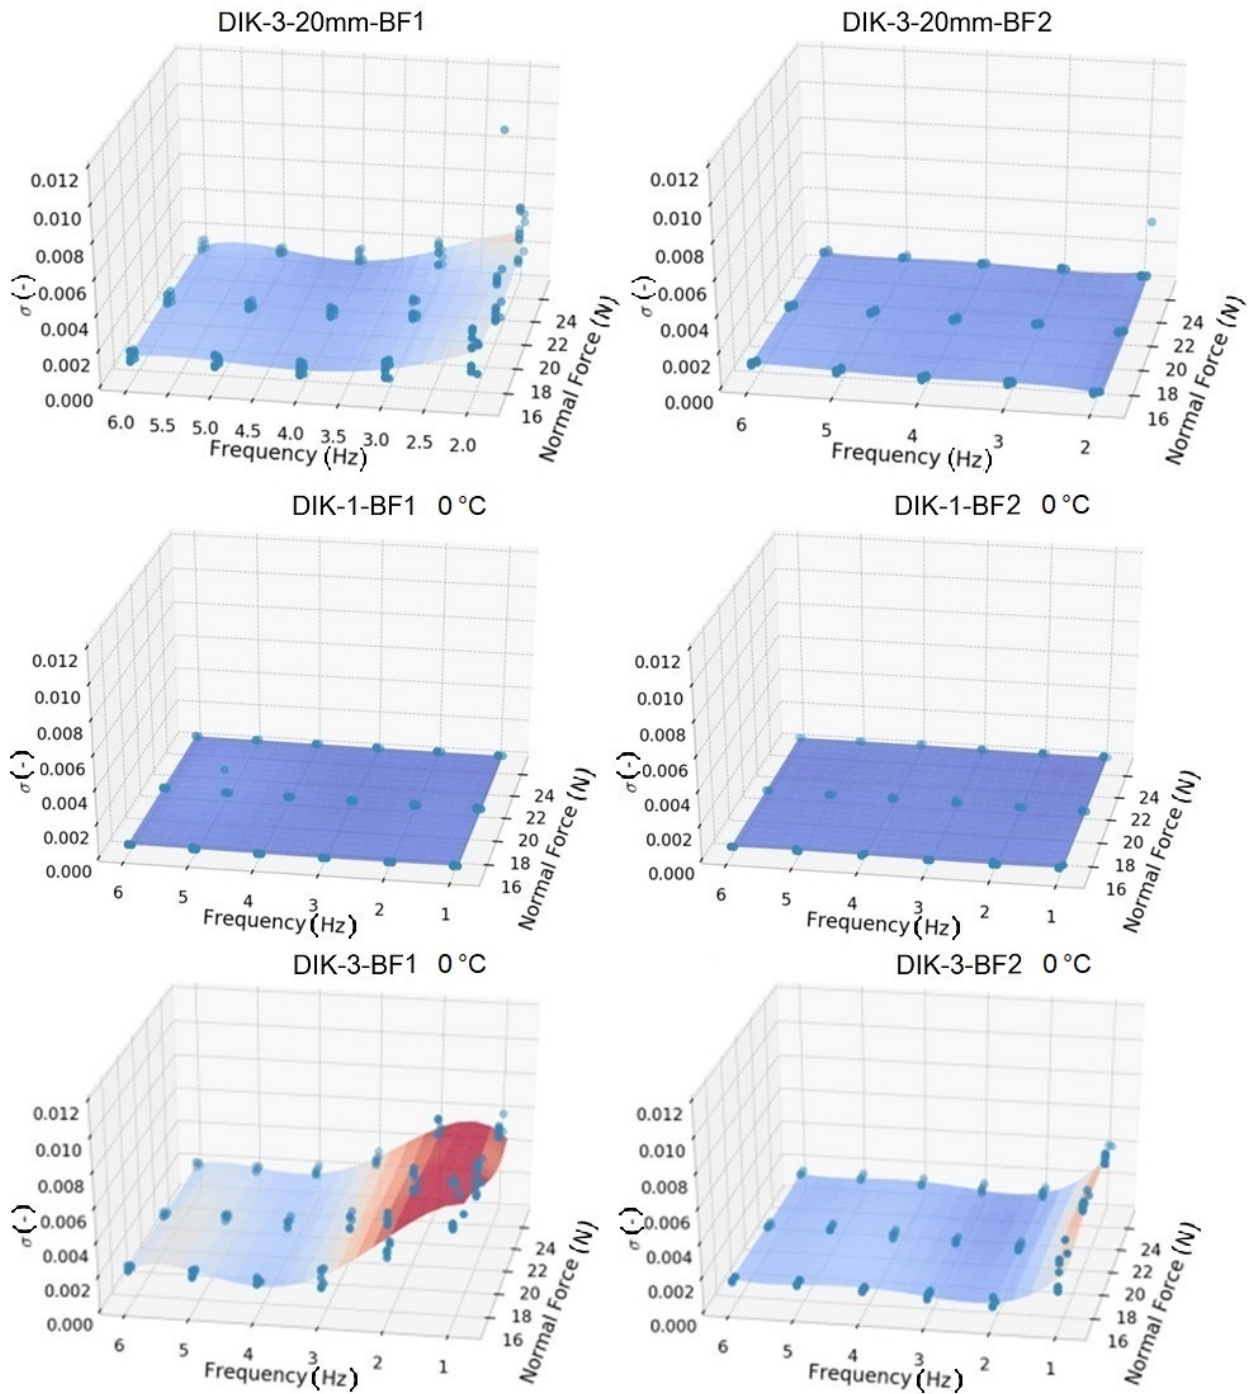 DIK-3-20mm-BF1
0.012
0.010
0.008
0.006
0.004
0.002
0.000
σ (-)
6.0 5.5 5.0 4.5 4.0 3.5 3.0 2.5 2.0
Frequency (Hz)
24
22
20
18
16
Normal Force (N)
DIK-3-20mm-BF2
0.012
0.010
0.008
0.006
0.004
0.002
0.000
σ (-)
6 5 4 3 2
Frequency (Hz)
24
22
20
18
16
Normal Force (N)
DIK-1-BF1 0 °C
0.012
0.010
0.008
0.006
0.004
0.002
0.000
σ (-)
6 5 4 3 2 1
Frequency (Hz)
24
22
20
18
16
Normal Force (N)
DIK-1-BF2 0 °C
0.012
0.010
0.008
0.006
0.004
0.002
0.000
σ (-)
6 5 4 3 2 1
Frequency (Hz)
24
22
20
18
16
Normal Force (N)
DIK-3-BF1 0 °C
0.012
0.010
0.008
0.006
0.004
0.002
0.000
σ (-)
6 5 4 3 2 1
Frequency (Hz)
24
22
20
18
16
Normal Force (N)
DIK-3-BF2 0 °C
0.012
0.010
0.008
0.006
0.004
0.002
0.000
σ (-)
6 5 4 3 2 1
Frequency (Hz)
24
22
20
18
16
Normal Force (N)